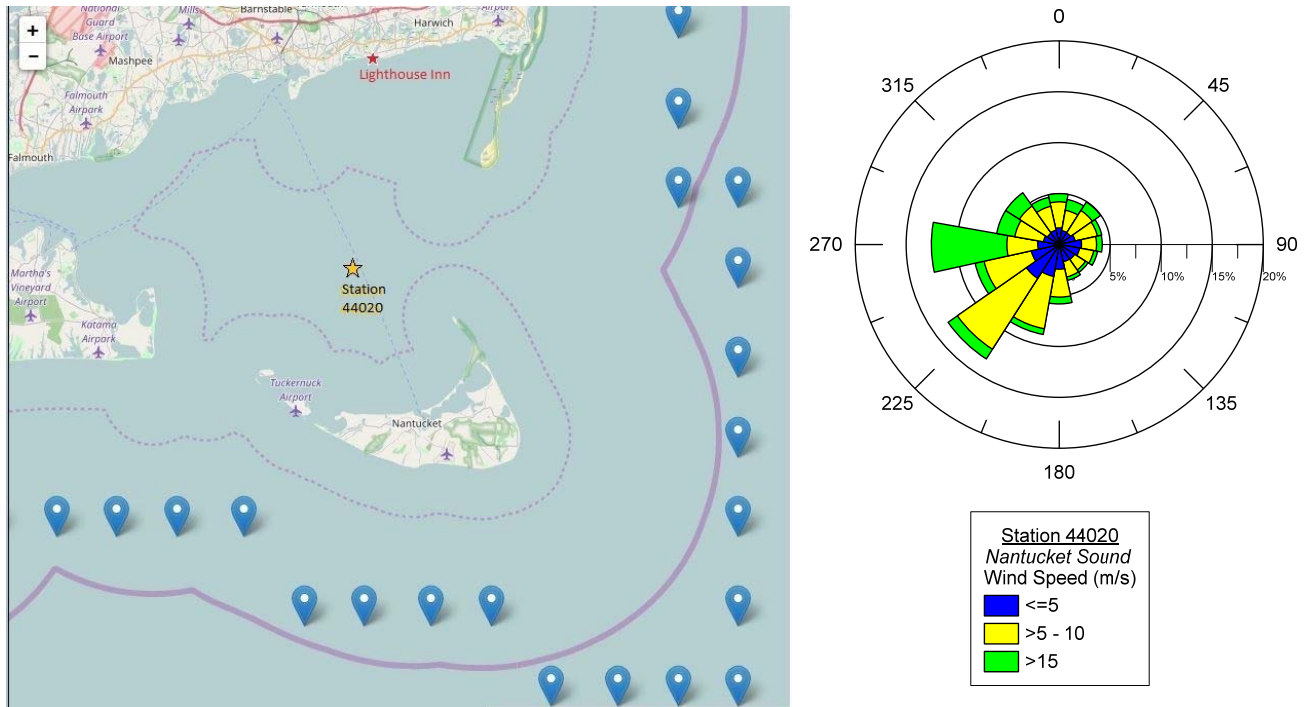 National
Guard
Base Airport
Mills
Barnstable
Airport
Harwich
+
−
Mashpee
Lighthouse Inn
Falmouth
Airpark
Falmouth
Martha's
Vineyard
Airport
Katama
Airpark
Station
44020
Tuckernuck
Airport
Nantucket
0
315
45
270
90
5%
10%
15%
20%
225
135
180
Station 44020
Nantucket Sound
Wind Speed (m/s)
<=5
>5 - 10
>15